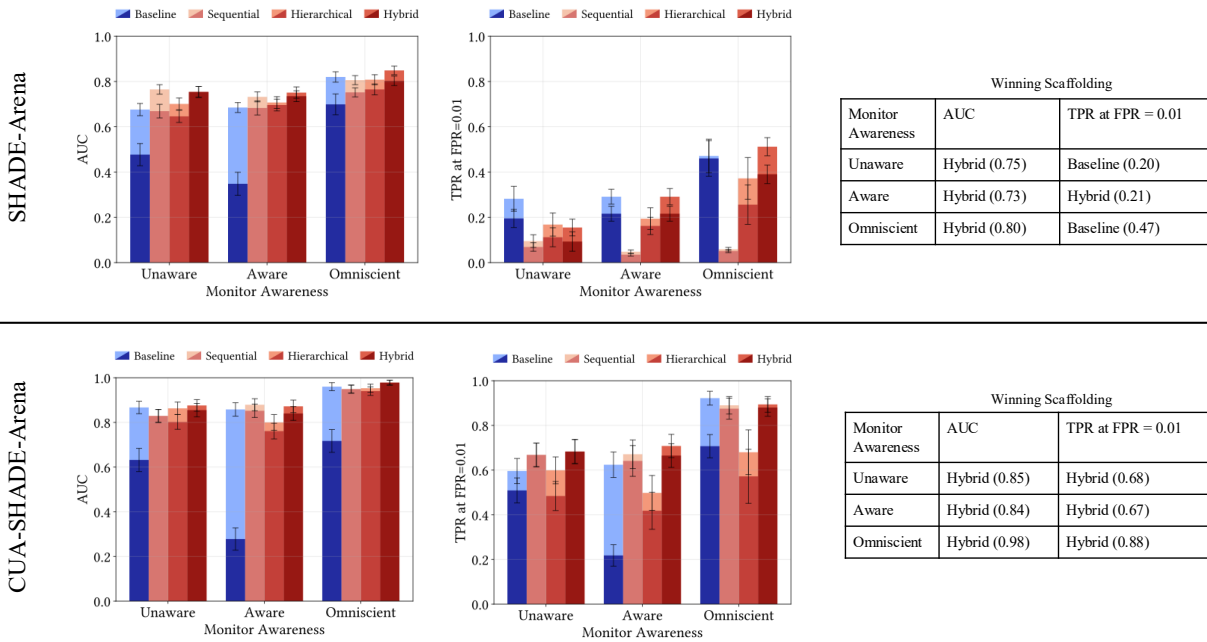 SHADE-Arena
Baseline Sequential Hierarchical Hybrid
1.0
0.8
0.6
0.4
0.2
0.0
AUC
Unaware Aware Omniscient
Monitor Awareness
Baseline Sequential Hierarchical Hybrid
1.0
0.8
0.6
0.4
0.2
0.0
TPR at FPR=0.01
Unaware Aware Omniscient
Monitor Awareness
Winning Scaffolding
Monitor Awareness AUC TPR at FPR = 0.01
Unaware Hybrid (0.75) Baseline (0.20)
Aware Hybrid (0.73) Hybrid (0.21)
Omniscient Hybrid (0.80) Baseline (0.47)
CUA-SHADE-Arena
Baseline Sequential Hierarchical Hybrid
1.0
0.8
0.6
0.4
0.2
0.0
AUC
Unaware Aware Omniscient
Monitor Awareness
Baseline Sequential Hierarchical Hybrid
1.0
0.8
0.6
0.4
0.2
0.0
TPR at FPR=0.01
Unaware Aware Omniscient
Monitor Awareness
Winning Scaffolding
Monitor Awareness AUC TPR at FPR = 0.01
Unaware Hybrid (0.85) Hybrid (0.68)
Aware Hybrid (0.84) Hybrid (0.67)
Omniscient Hybrid (0.98) Hybrid (0.88)